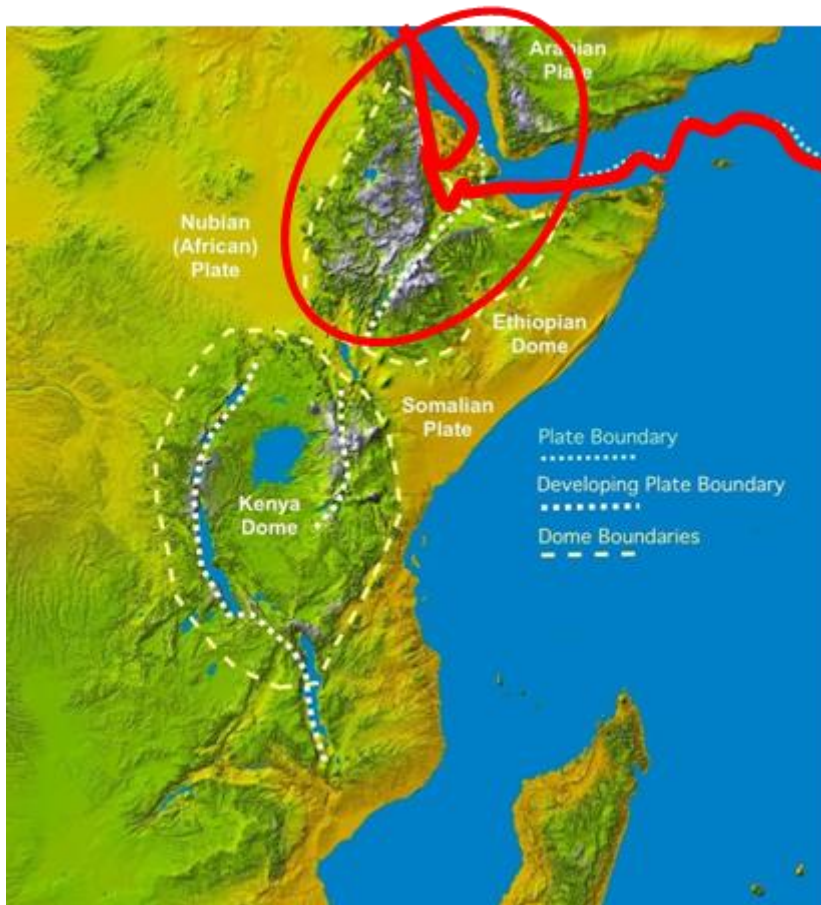 Arabian
Plate
Nubian
(African)
Plate
Ethiopian
Dome
Somalian
Plate
Plate Boundary
Developing Plate Boundary
Kenya
Dome
Dome Boundaries